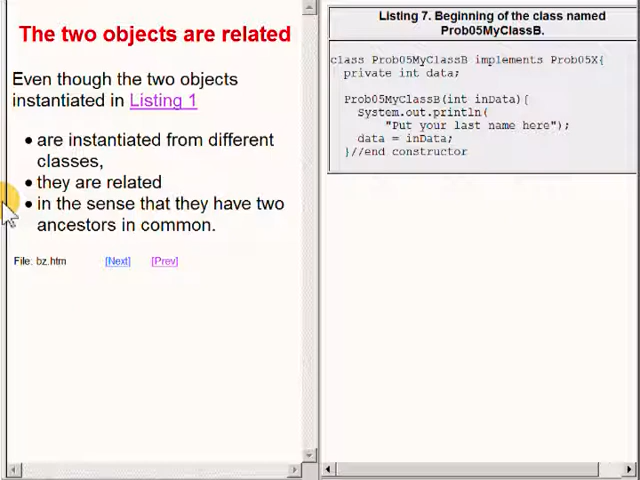 The two objects are related
Even though the two objects
instantiated in Listing 1
• are instantiated from different
classes,
• they are related
• in the sense that they have two
ancestors in common.
File: bz.htm [Next] [Prev]
Listing 7. Beginning of the class named
Prob05MyClassB.
class Prob05MyClassB implements Prob05X{
private int data;
Prob05MyClassB(int inData){
System.out.println(
"Put your last name here");
data = inData;
}//end constructor